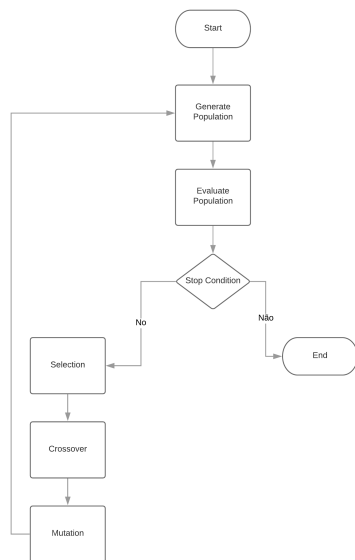 Start
Generate
Population
Evaluate
Population
Stop Condition
No
Não
Selection
End
Crossover
Mutation